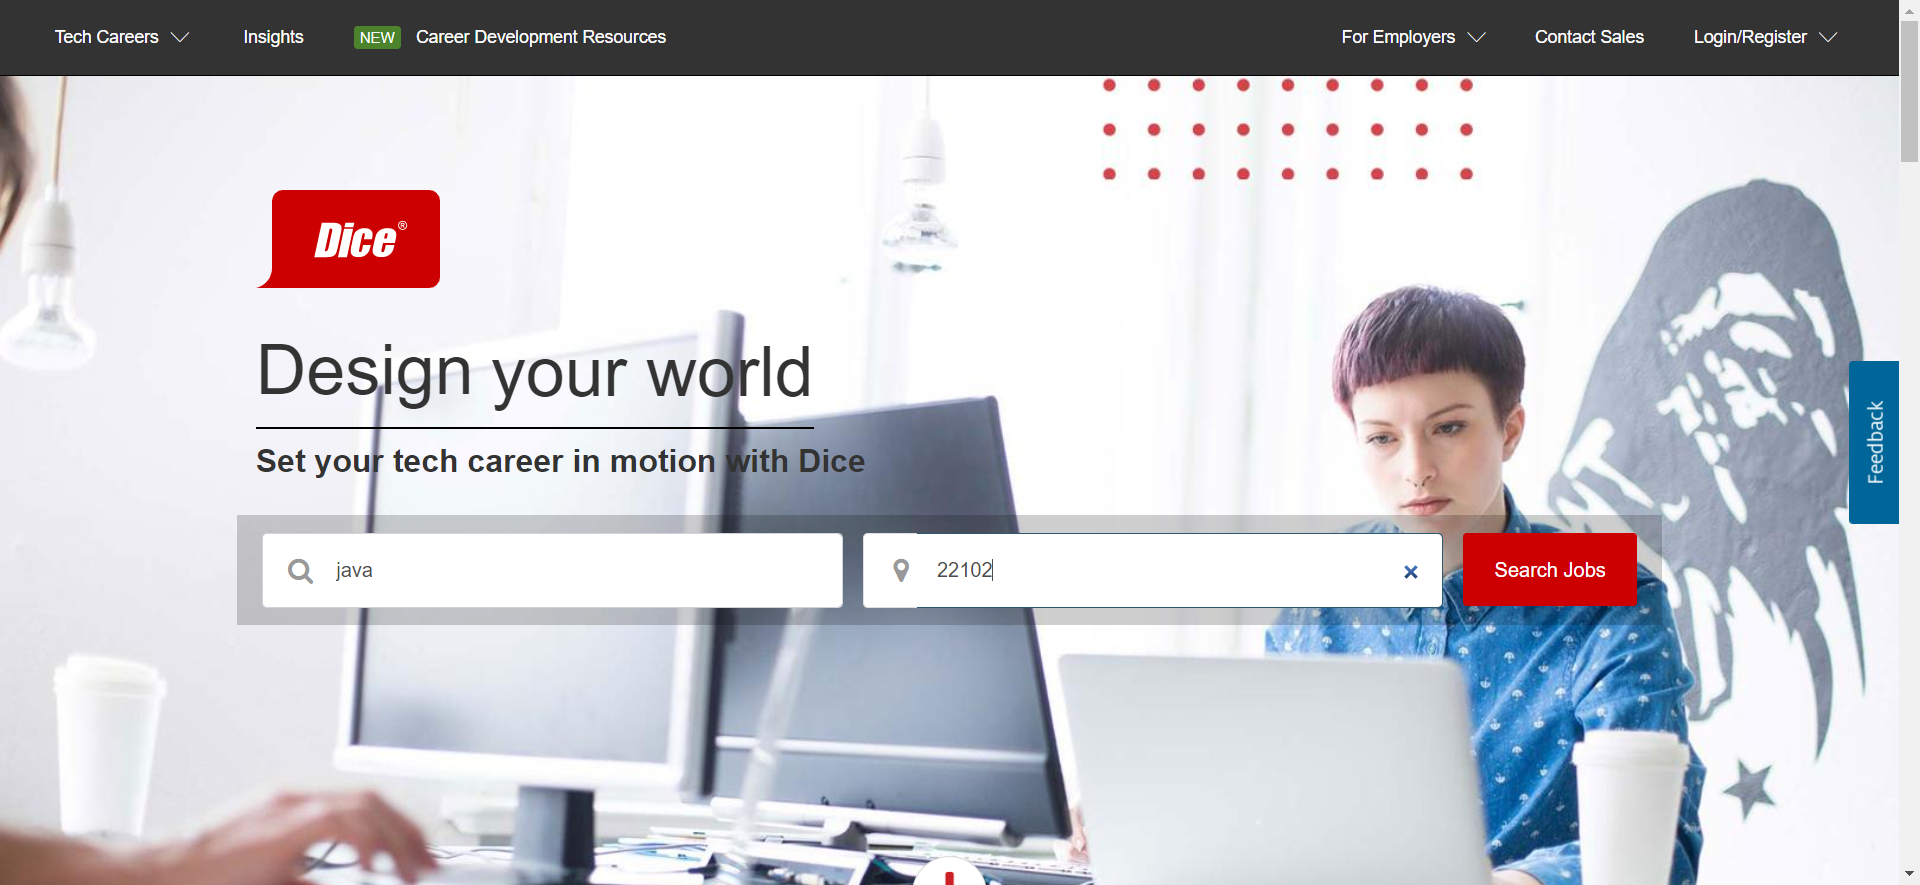 Tech Careers Insights NEW Career Development Resources For Employers Contact Sales Login/Register
Dice®
Design your world
Set your tech career in motion with Dice
java 22102 Search Jobs
Feedback